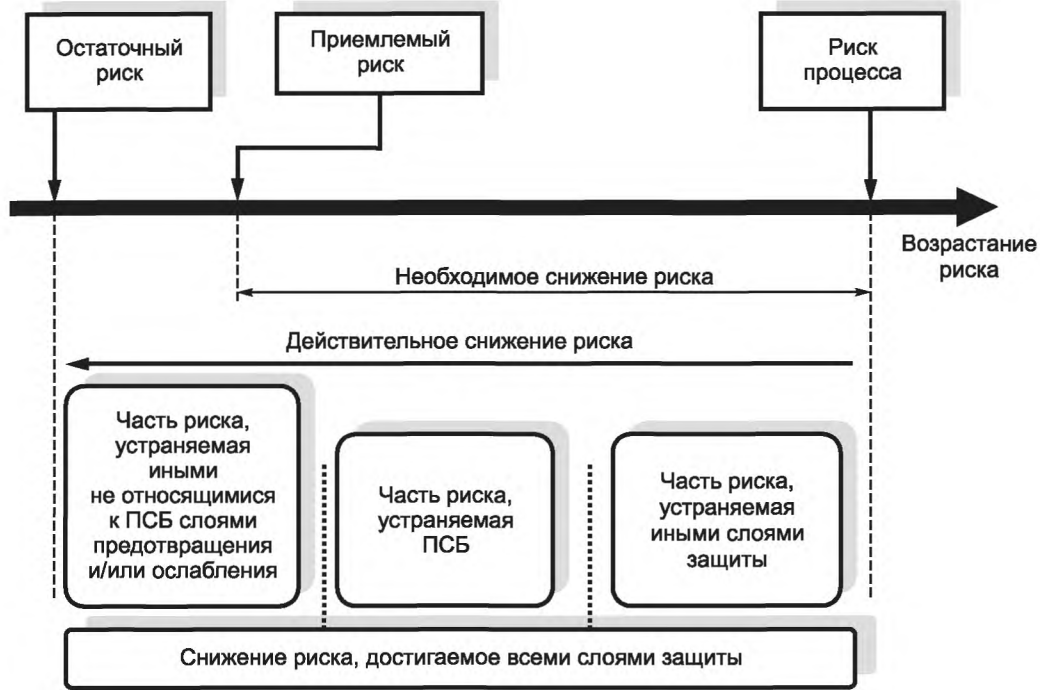 Остаточный
риск
Приемлемый
риск
Риск
процесса
Возрастание
риска
Необходимое снижение риска
Действительное снижение риска
Часть риска,
устраняемая
иными
не относящимися
к ПСБ слоями
предотвращения
и/или ослабления
Часть риска,
устраняемая
ПСБ
Часть риска,
устраняемая
иными слоями
защиты
Снижение риска, достигаемое всеми слоями защиты